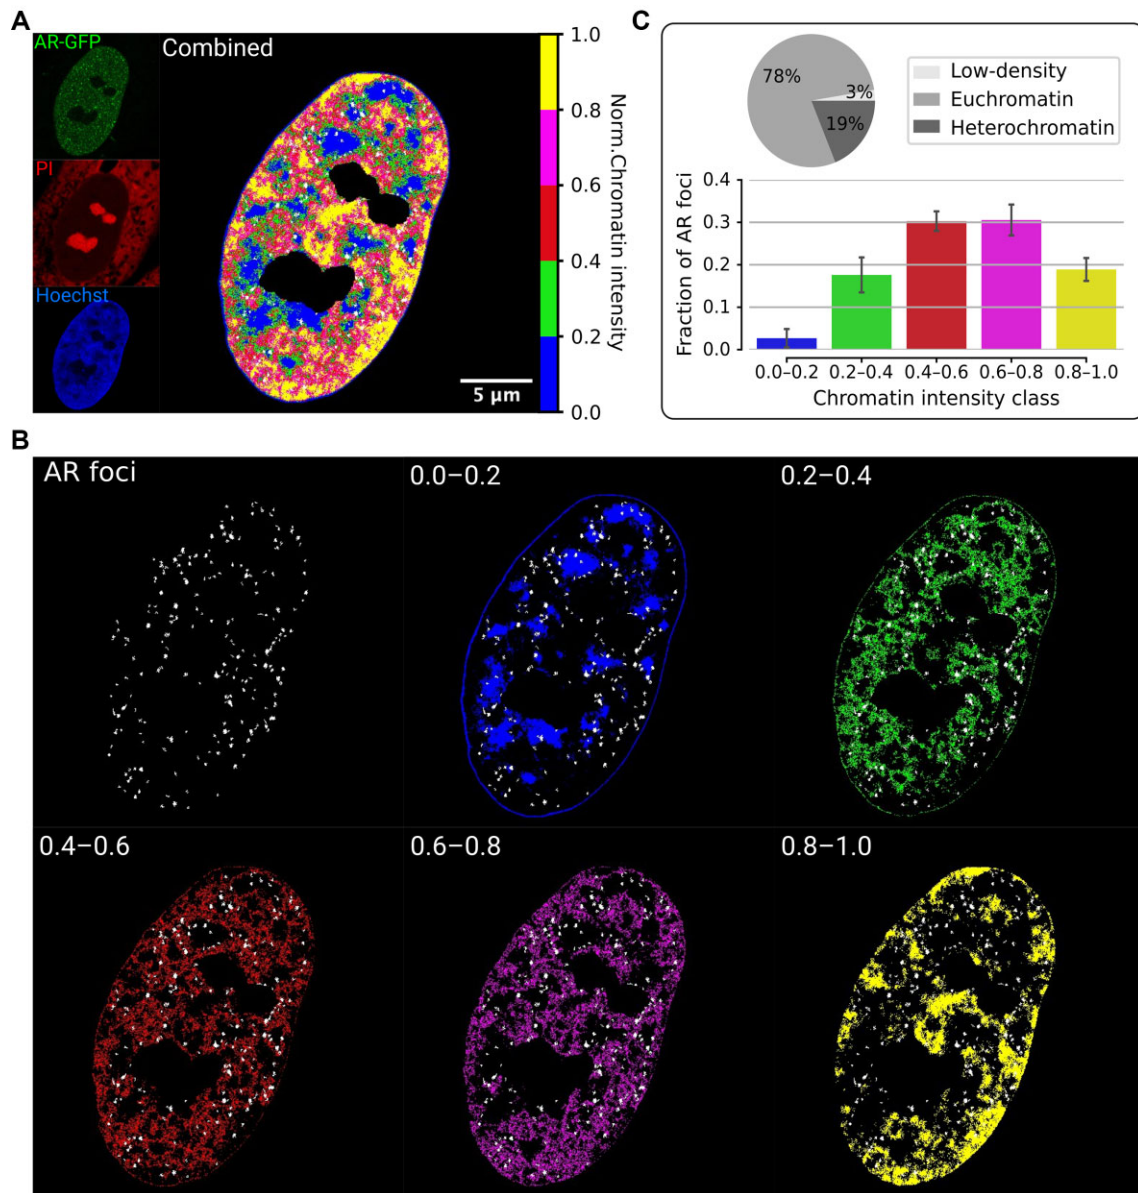 A
AR-GFP
PI
Hoechst
Combined
5 µm
1.0
0.8
0.6
0.4
0.2
0.0
Norm.Chromatin intensity
C
78%
3%
19%
Low-density
Euchromatin
Heterochromatin
Fraction of AR foci
0.4
0.3
0.2
0.1
0.0
0.0–0.2 0.2–0.4 0.4–0.6 0.6–0.8 0.8–1.0
Chromatin intensity class
B
AR foci
0.0–0.2
0.2–0.4
0.4–0.6
0.6–0.8
0.8–1.0